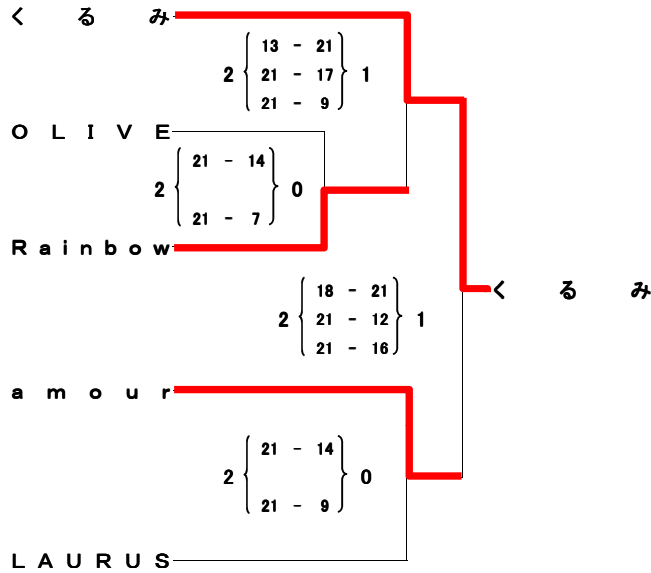 く る み
13 - 21
2 21 - 17 1
21 - 9
O L I V E
21 - 14
2 0
21 - 7
R a i n b o w
18 - 21
く る み
2 21 - 12 1
21 - 16
a m o u r
21 - 14
2 0
21 - 9
L A U R U S